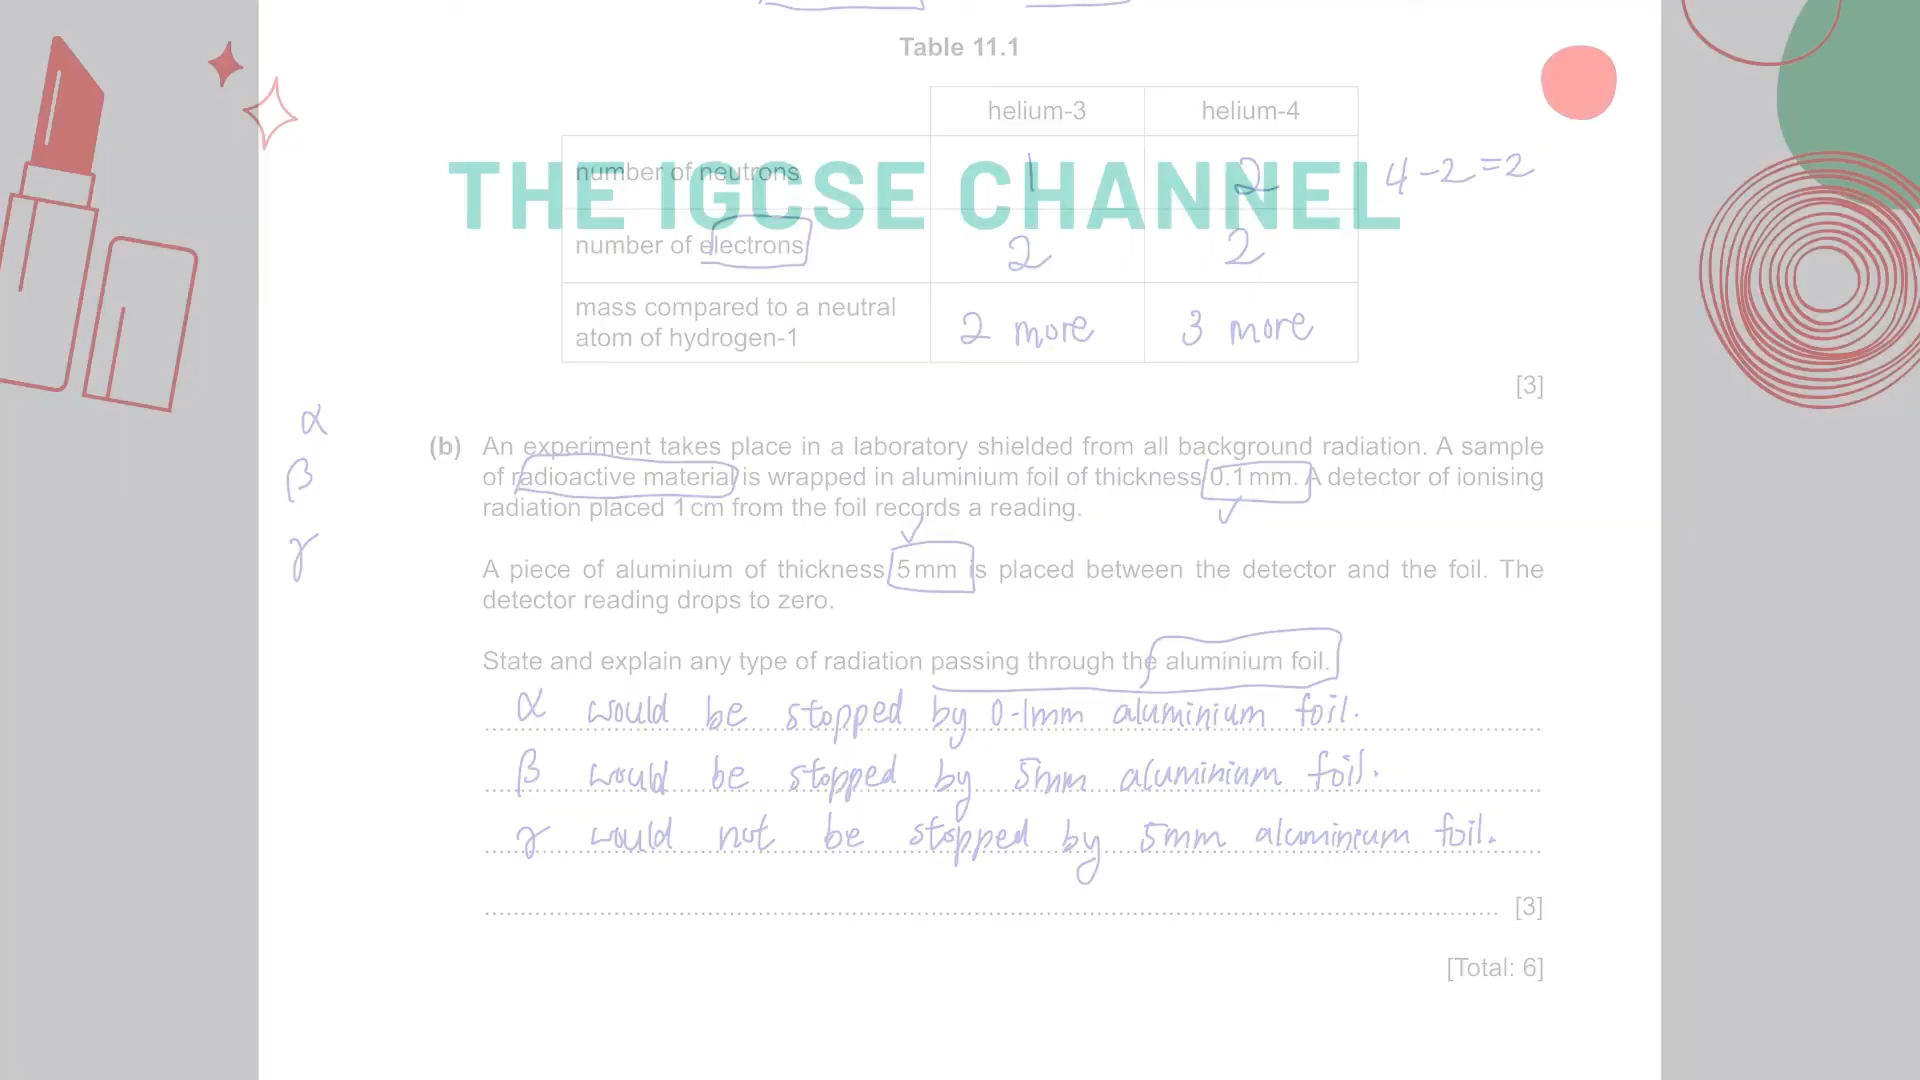 Table 11.1
helium-3 helium-4
number of neutrons 1 2 4-2=2
THE IGCSE CHANNEL
number of electrons 2 2
mass compared to a neutral
atom of hydrogen-1 2 more 3 more
[3]
α
β
γ
(b) An experiment takes place in a laboratory shielded from all background radiation. A sample
of radioactive material is wrapped in aluminium foil of thickness 0.1mm. A detector of ionising
radiation placed 1cm from the foil records a reading.
A piece of aluminium of thickness 5mm is placed between the detector and the foil. The
detector reading drops to zero.
State and explain any type of radiation passing through the aluminium foil.
α would be stopped by 0.1mm aluminium foil.
β would be stopped by 5mm aluminium foil.
γ would not be stopped by 5mm aluminium foil.
[3]
[Total: 6]